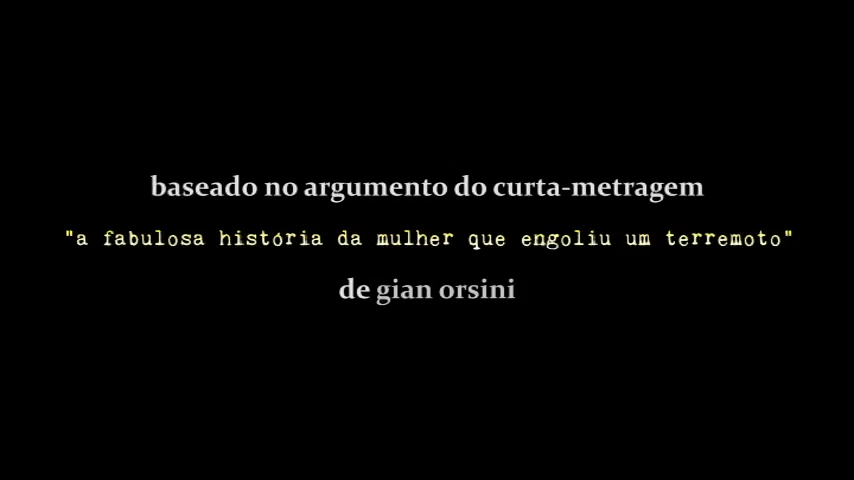 baseado no argumento do curta-metragem
"a fabulosa história da mulher que engoliu um terremoto"
de gian orsini